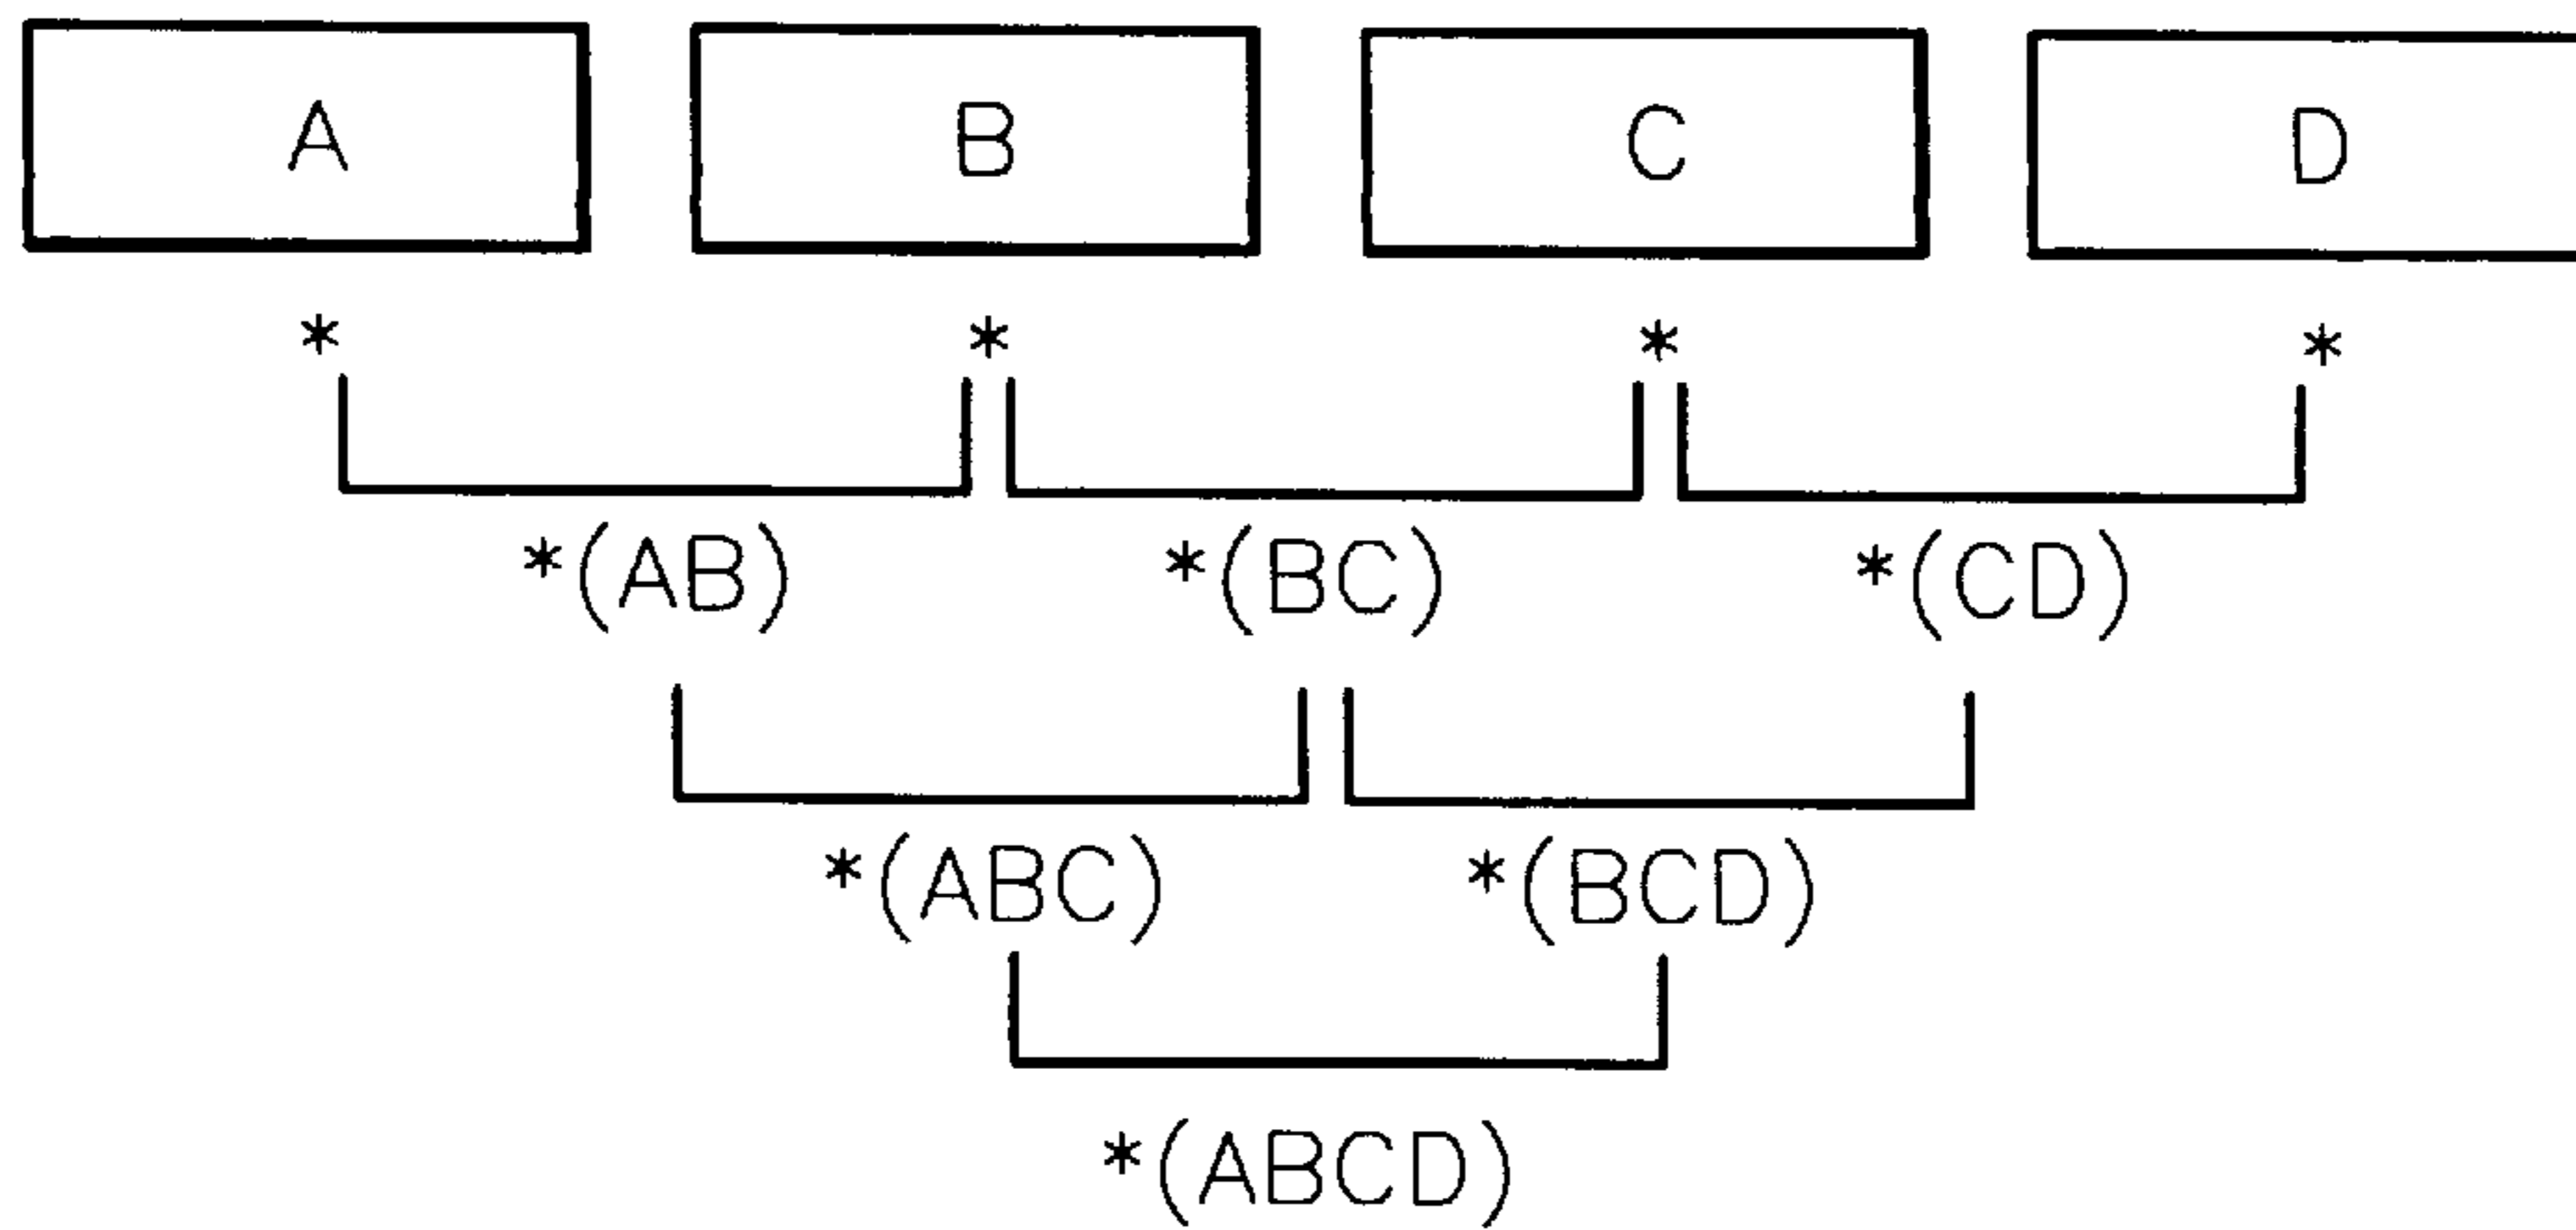 A B C D
* * * *
*(AB) *(BC) *(CD)
*(ABC) *(BCD)
*(ABCD)